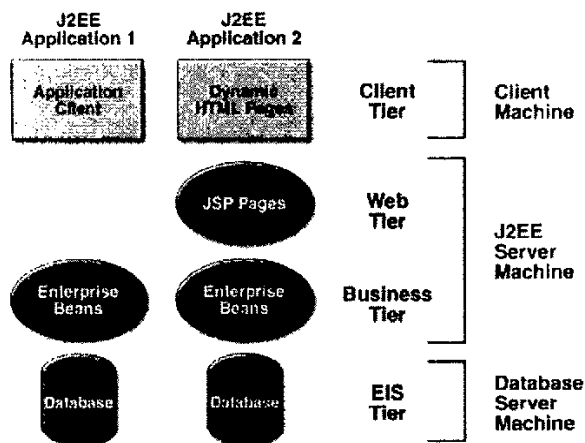 J2EE
Application 1
J2EE
Application 2
Application
Client
Dynamic
HTML Pages
Client
Tier
Client
Machine
JSP Pages
Web
Tier
J2EE
Server
Machine
Enterprise
Beans
Enterprise
Beans
Business
Tier
Database
Database
EIS
Tier
Database
Server
Machine